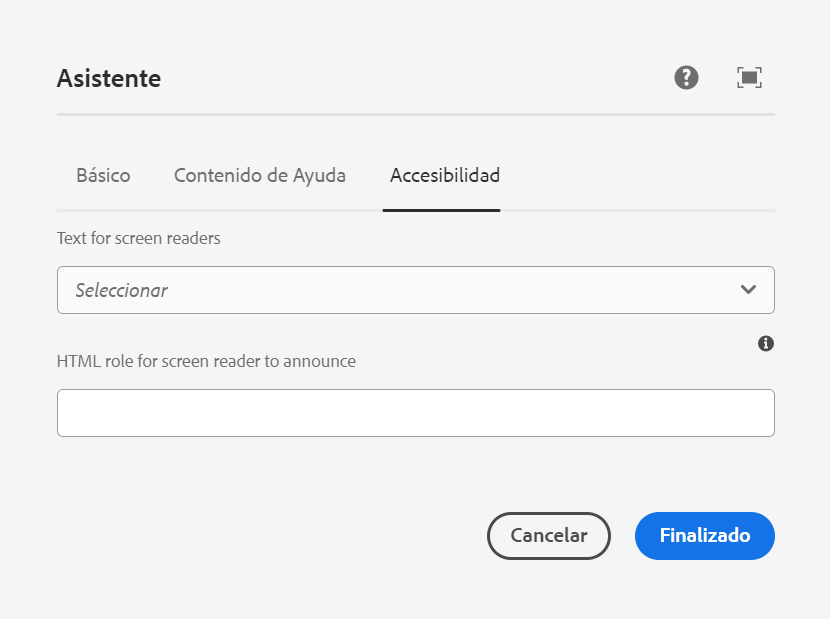 Asistente
Básico Contenido de Ayuda Accesibilidad
Text for screen readers
Seleccionar
HTML role for screen reader to announce
Cancelar Finalizado